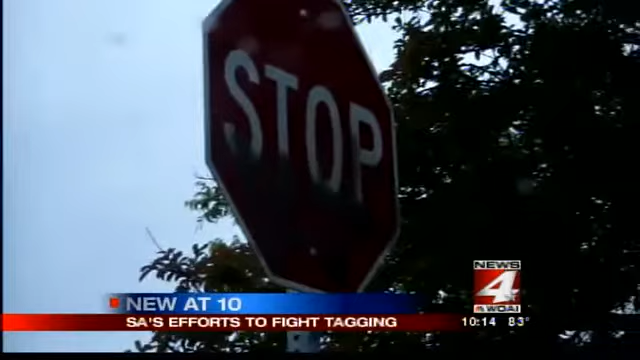 STOP
NEW AT 10
SA'S EFFORTS TO FIGHT TAGGING
NEWS
4
WOAI
10:14 83°